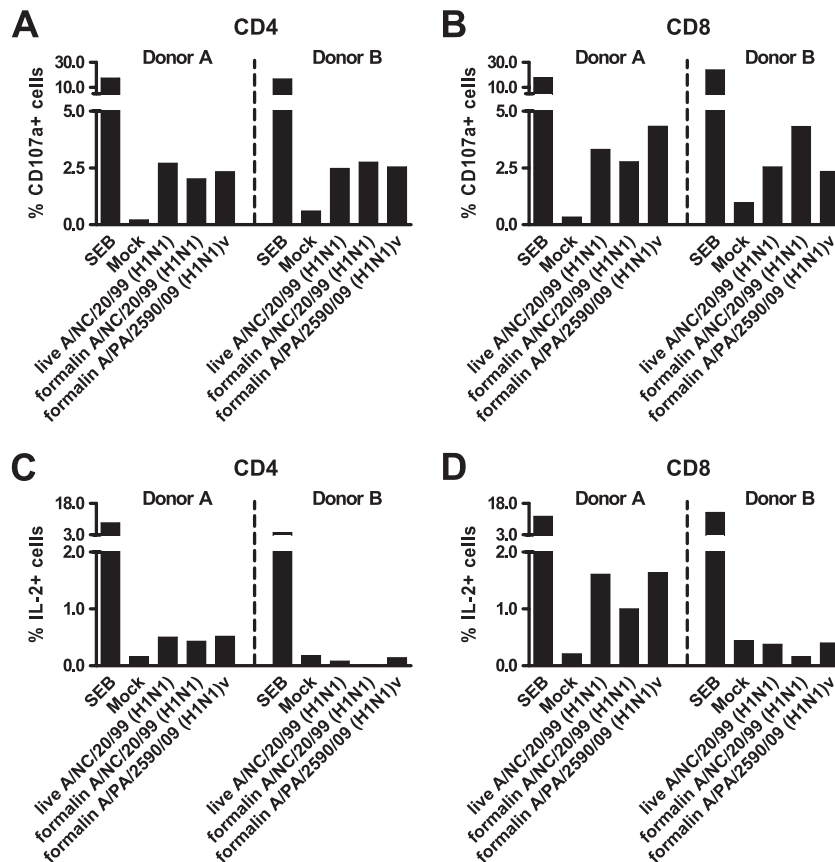 A
CD4
Donor A
Donor B
% CD107a+ cells
30.0
10.0
5.0
2.5
0.0
SEB
Mock
live A/NC/20/99 (H1N1)
formalin A/NC/20/99 (H1N1)
formalin A/PA/2590/09 (H1N1)v
SEB
Mock
live A/NC/20/99 (H1N1)
formalin A/NC/20/99 (H1N1)
formalin A/PA/2590/09 (H1N1)v
B
CD8
Donor A
Donor B
% CD107a+ cells
30.0
10.0
5.0
2.5
0.0
SEB
Mock
live A/NC/20/99 (H1N1)
formalin A/NC/20/99 (H1N1)
formalin A/PA/2590/09 (H1N1)v
SEB
Mock
live A/NC/20/99 (H1N1)
formalin A/NC/20/99 (H1N1)
formalin A/PA/2590/09 (H1N1)v
C
CD4
Donor A
Donor B
% IL-2+ cells
18.0
3.0
2.0
1.0
0.0
SEB
Mock
live A/NC/20/99 (H1N1)
formalin A/NC/20/99 (H1N1)
formalin A/PA/2590/09 (H1N1)v
SEB
Mock
live A/NC/20/99 (H1N1)
formalin A/NC/20/99 (H1N1)
formalin A/PA/2590/09 (H1N1)v
D
CD8
Donor A
Donor B
% IL-2+ cells
18.0
3.0
2.0
1.0
0.0
SEB
Mock
live A/NC/20/99 (H1N1)
formalin A/NC/20/99 (H1N1)
formalin A/PA/2590/09 (H1N1)v
SEB
Mock
live A/NC/20/99 (H1N1)
formalin A/NC/20/99 (H1N1)
formalin A/PA/2590/09 (H1N1)v